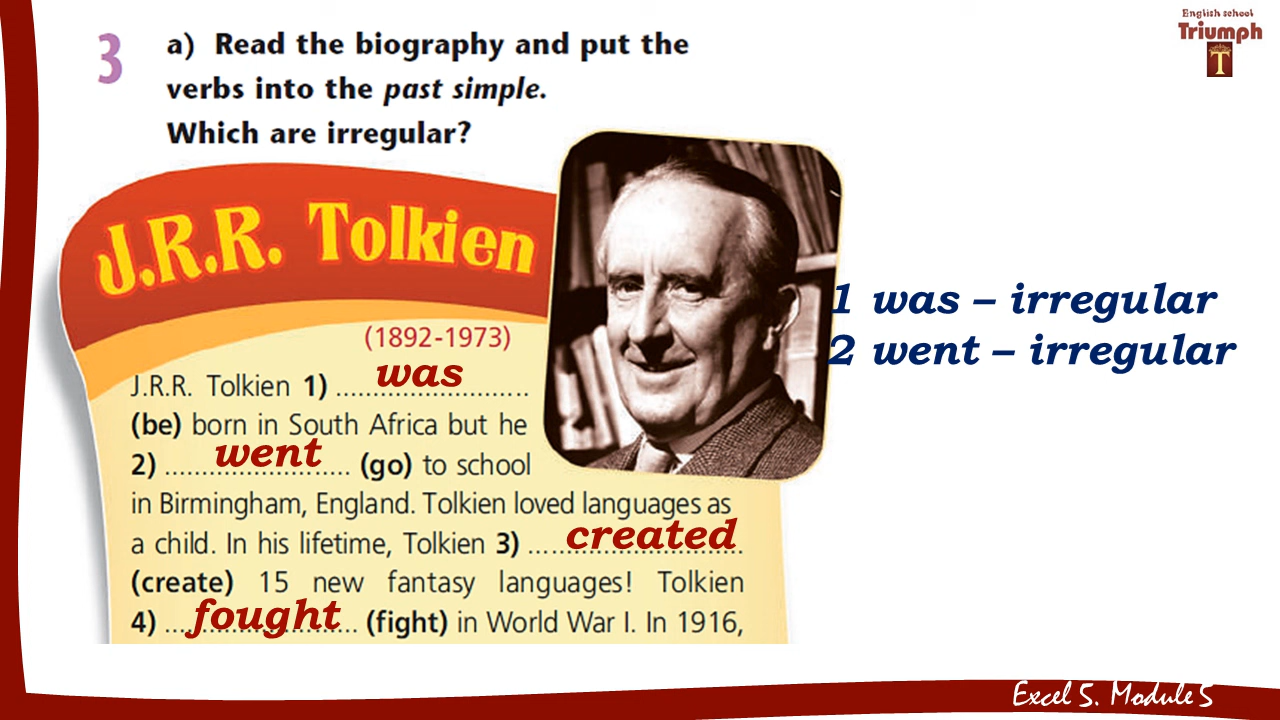 English school
Triumph
T
3
a) Read the biography and put the
verbs into the past simple.
Which are irregular?
J.R.R. Tolkien
(1892-1973)
J.R.R. Tolkien 1) was
(be) born in South Africa but he
2) went (go) to school
in Birmingham, England. Tolkien loved languages as
a child. In his lifetime, Tolkien 3) created
(create) 15 new fantasy languages! Tolkien
4) fought (fight) in World War I. In 1916,
1 was – irregular
2 went – irregular
Excel 5. Module 5